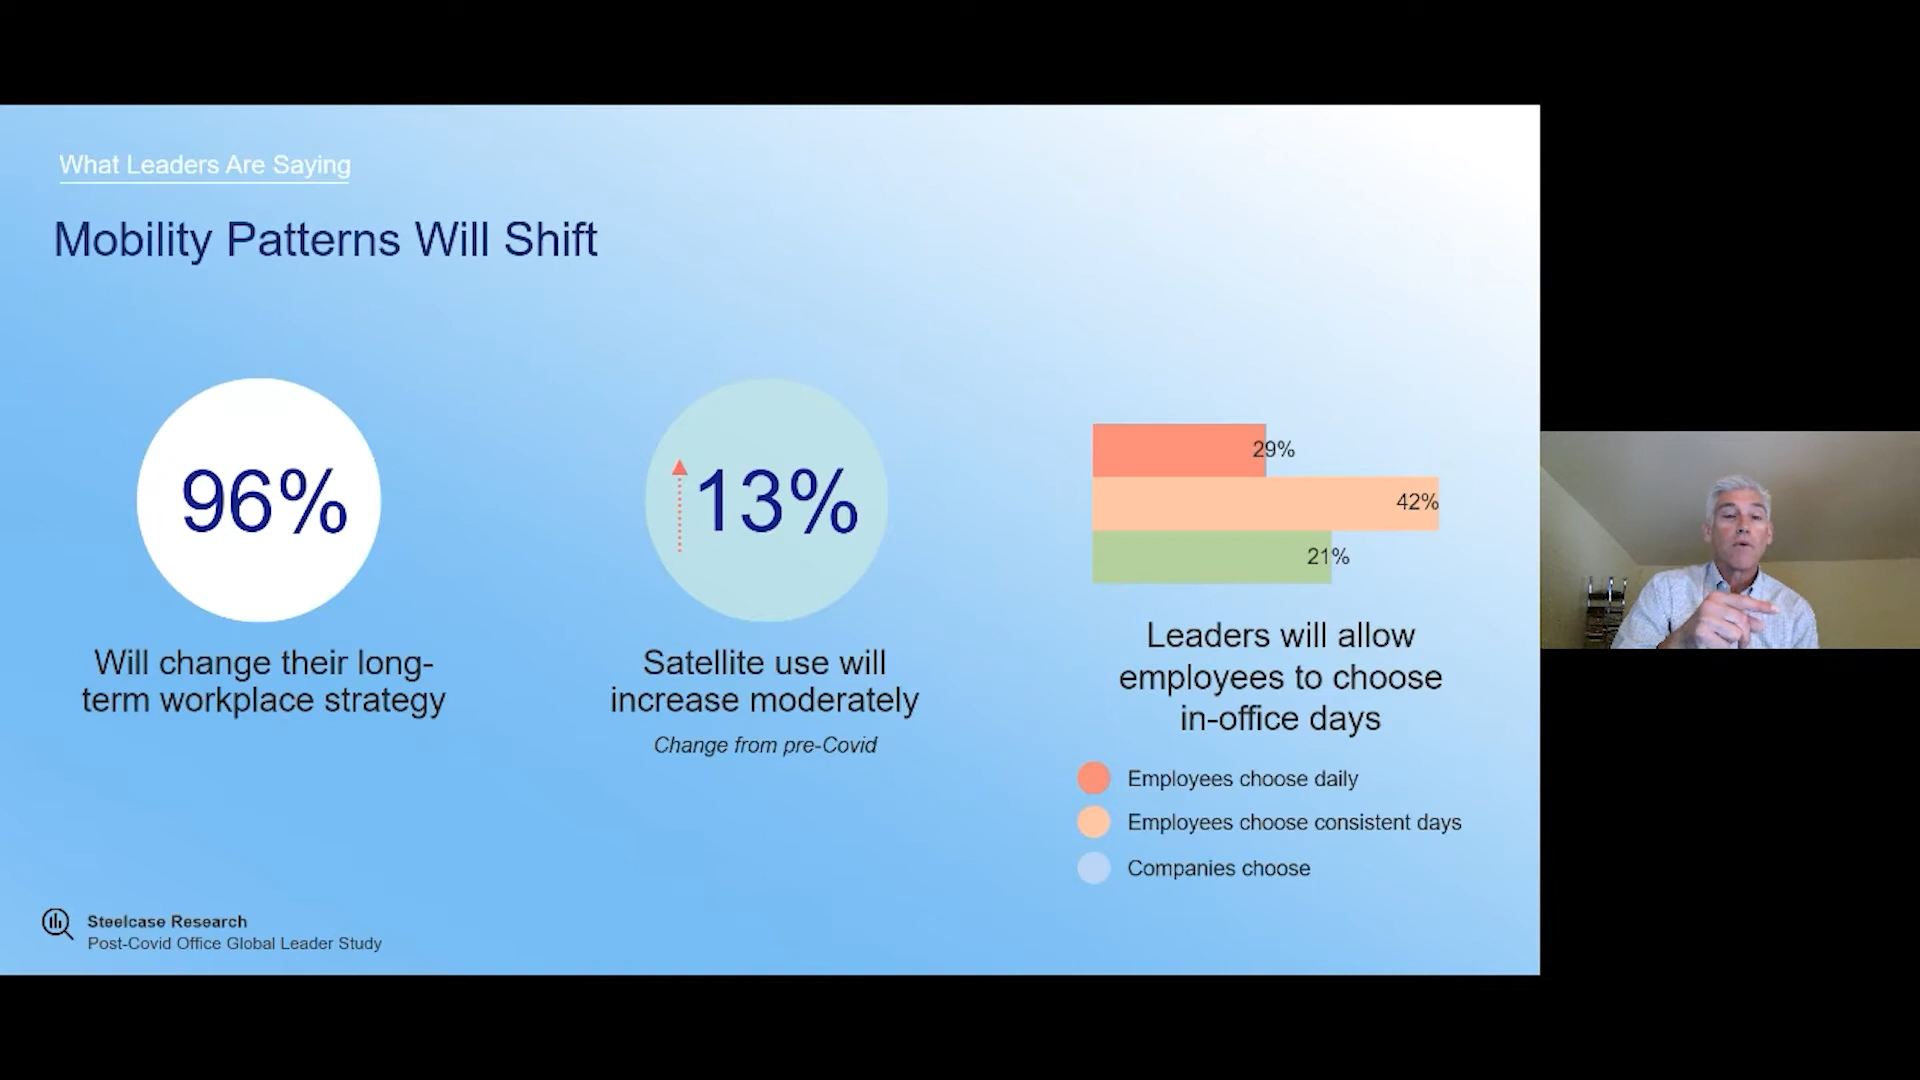 What Leaders Are Saying
Mobility Patterns Will Shift
96%
Will change their long-
term workplace strategy
13%
Satellite use will
increase moderately
Change from pre-Covid
29%
42%
21%
Leaders will allow
employees to choose
in-office days
Employees choose daily
Employees choose consistent days
Companies choose
Steelcase Research
Post-Covid Office Global Leader Study